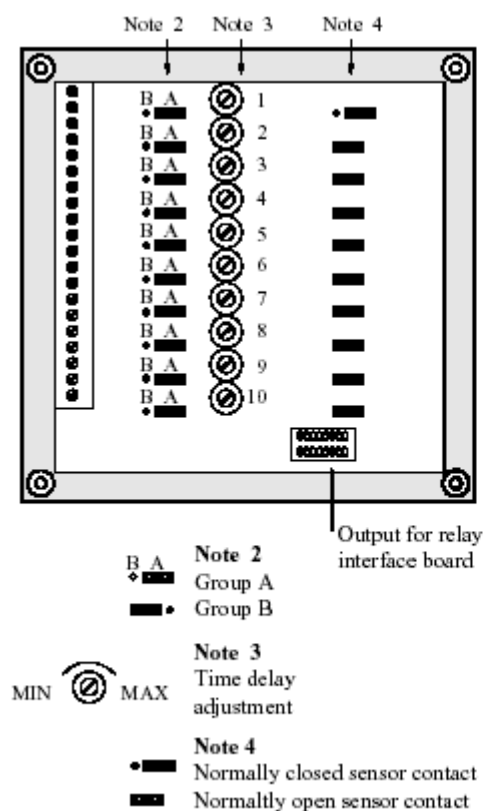 Note 2 Note 3 Note 4
B A 1
B A 2
B A 3
B A 4
B A 5
B A 6
B A 7
B A 8
B A 9
B A 10
Output for relay
interface board
B A Note 2
Group A
Group B
Note 3
MIN MAX Time delay
adjustment
Note 4
Normally closed sensor contact
Normaltly open sensor contact